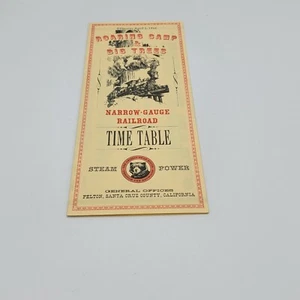 ROARING CAMP
&
BIG TREES
NARROW-GAUGE
RAILROAD
TIME TABLE
STEAM POWER
GENERAL OFFICES
FELTON, SANTA CRUZ COUNTY, CALIFORNIA